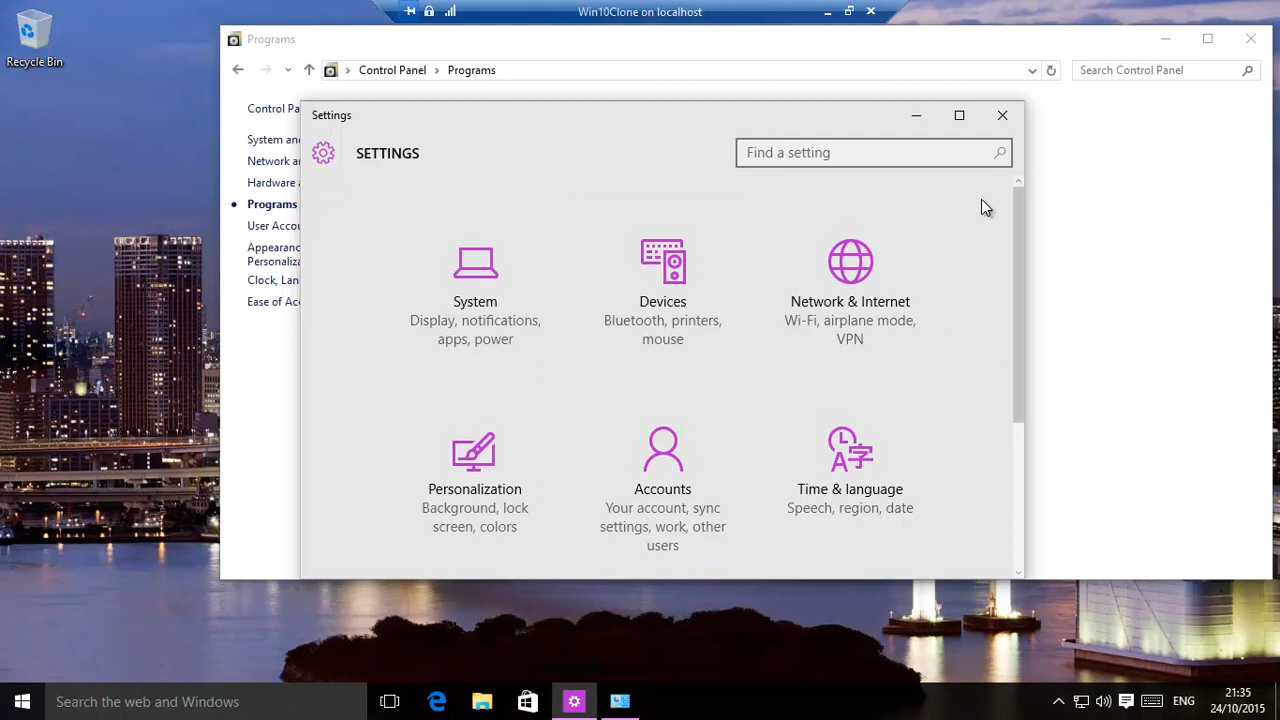 Win10Clone on localhost
Recycle Bin
Programs
Control Panel
Programs
Search Control Panel
Control Pa
System an
Network a
Hardware a
Programs
User Accou
Appearanc
Personaliza
Clock, Lan
Ease of Acc
Settings
SETTINGS
Find a setting
System
Display, notifications,
apps, power
Devices
Bluetooth, printers,
mouse
Network & Internet
Wi-Fi, airplane mode,
VPN
Personalization
Background, lock
screen, colors
Accounts
Your account, sync
settings, work, other
users
Time & language
Speech, region, date
Search the web and Windows
ENG
21:35
24/10/2015